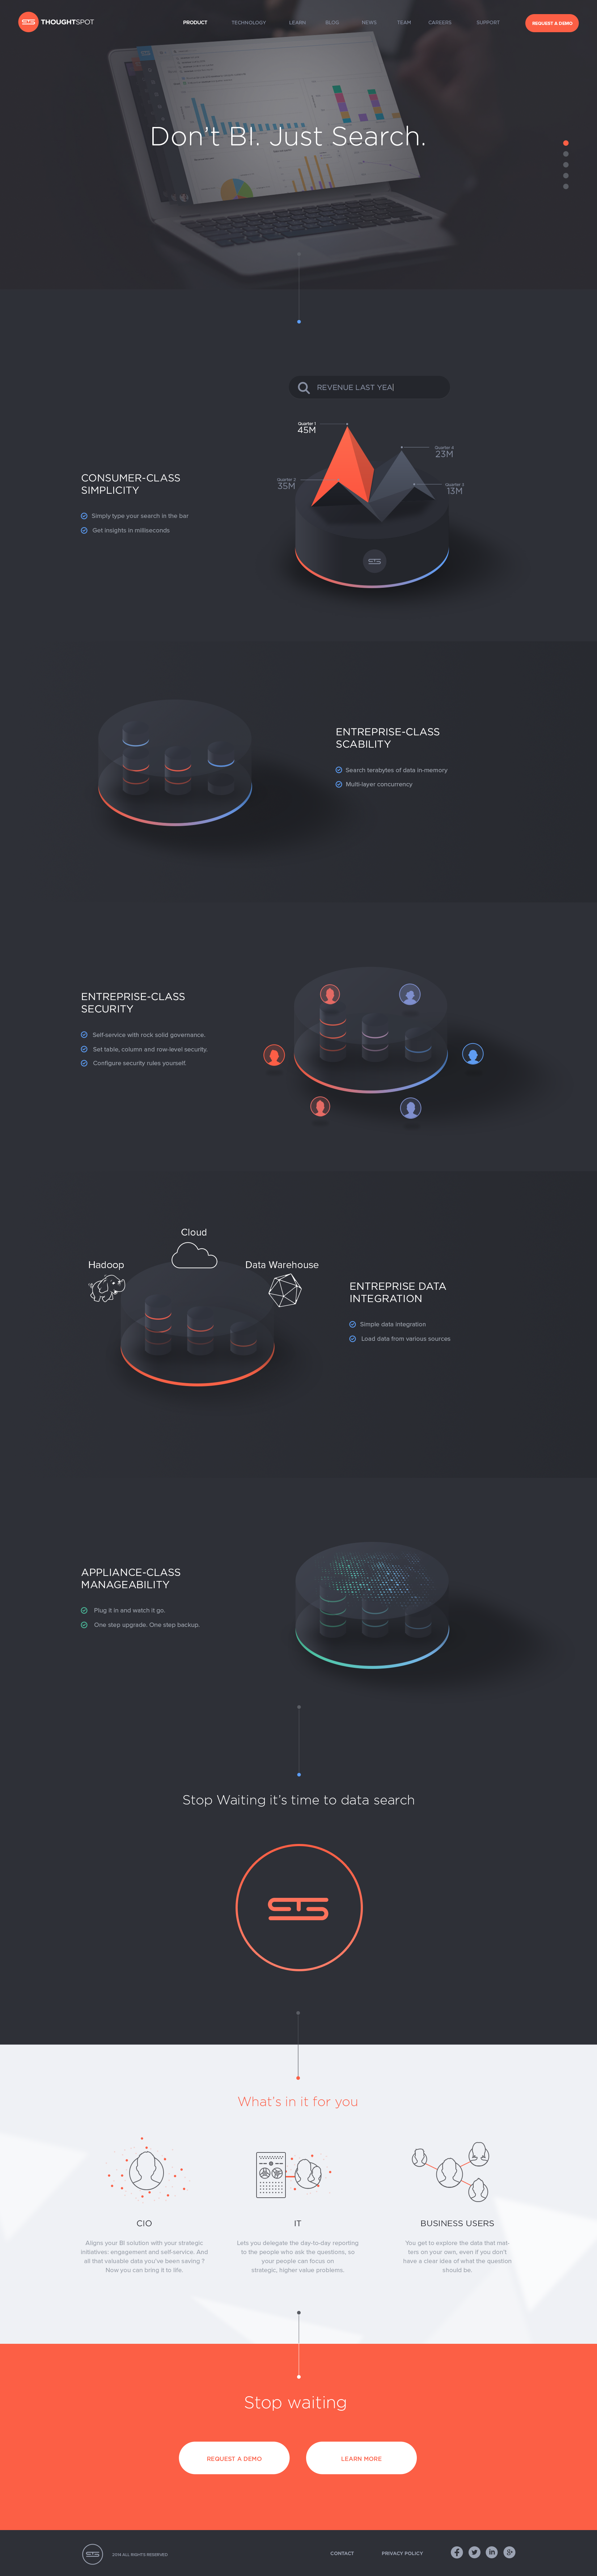 THOUGHTSPOT
PRODUCT
TECHNOLOGY
LEARN
BLOG
NEWS
TEAM
CAREERS
SUPPORT
REQUEST A DEMO
Don't BI. Just Search.
REVENUE LAST YEA
Quarter 1
45M
Quarter 4
23M
Quarter 2
35M
Quarter 3
13M
CONSUMER-CLASS
SIMPLICITY
Simply type your search in the bar
Get insights in milliseconds
ENTREPRISE-CLASS
SCABILITY
Search terabytes of data in-memory
Multi-layer concurrency
ENTREPRISE-CLASS
SECURITY
Self-service with rock solid governance.
Set table, column and row-level security.
Configure security rules yourself.
Cloud
Hadoop
Data Warehouse
ENTREPRISE DATA
INTEGRATION
Simple data integration
Load data from various sources
APPLIANCE-CLASS
MANAGEABILITY
Plug it in and watch it go.
One step upgrade. One step backup.
Stop Waiting it's time to data search
What's in it for you
CIO
Aligns your BI solution with your strategic
initiatives: engagement and self-service. And
all that valuable data you've been saving ?
Now you can bring it to life.
IT
Lets you delegate the day-to-day reporting
to the people who ask the questions, so
your people can focus on
strategic, higher value problems.
BUSINESS USERS
You get to explore the data that mat-
ters on your own, even if you don't
have a clear idea of what the question
should be.
Stop waiting
REQUEST A DEMO
LEARN MORE
2014 ALL RIGHTS RESERVED
CONTACT
PRIVACY POLICY